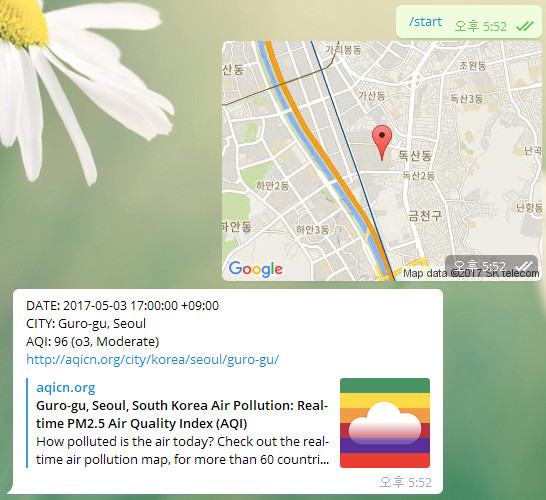 /start 오후 5:52
가리봉동
조원동
가산동
독산3동
독산동
난곡
독산2동
하안2동
난향동
금천구
하안3동
하안동
Google
Map data ©2017 SK telecom
오후 5:52
DATE: 2017-05-03 17:00:00 +09:00
CITY: Guro-gu, Seoul
AQI: 96 (o3, Moderate)
http://aqicn.org/city/korea/seoul/guro-gu/
aqicn.org
Guro-gu, Seoul, South Korea Air Pollution: Real-
time PM2.5 Air Quality Index (AQI)
How polluted is the air today? Check out the real-
time air pollution map, for more than 60 countri...
오후 5:52